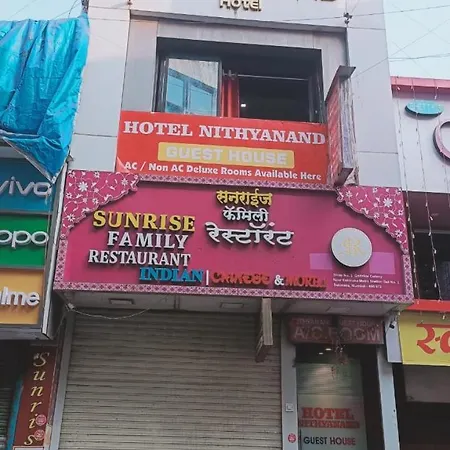 HOTEL
HOTEL NITHYANAND
GUEST HOUSE
AC / Non AC Deluxe Rooms Available Here
vivo
oppo
realme
SUNRISE
FAMILY
RESTAURANT
INDIAN | CHINESE & MORE
सनराईज
फॅमिली
रेस्टॉरंट
A/C ROOM
Sunris
HOTEL
NITHYANAND
GUEST HOUSE